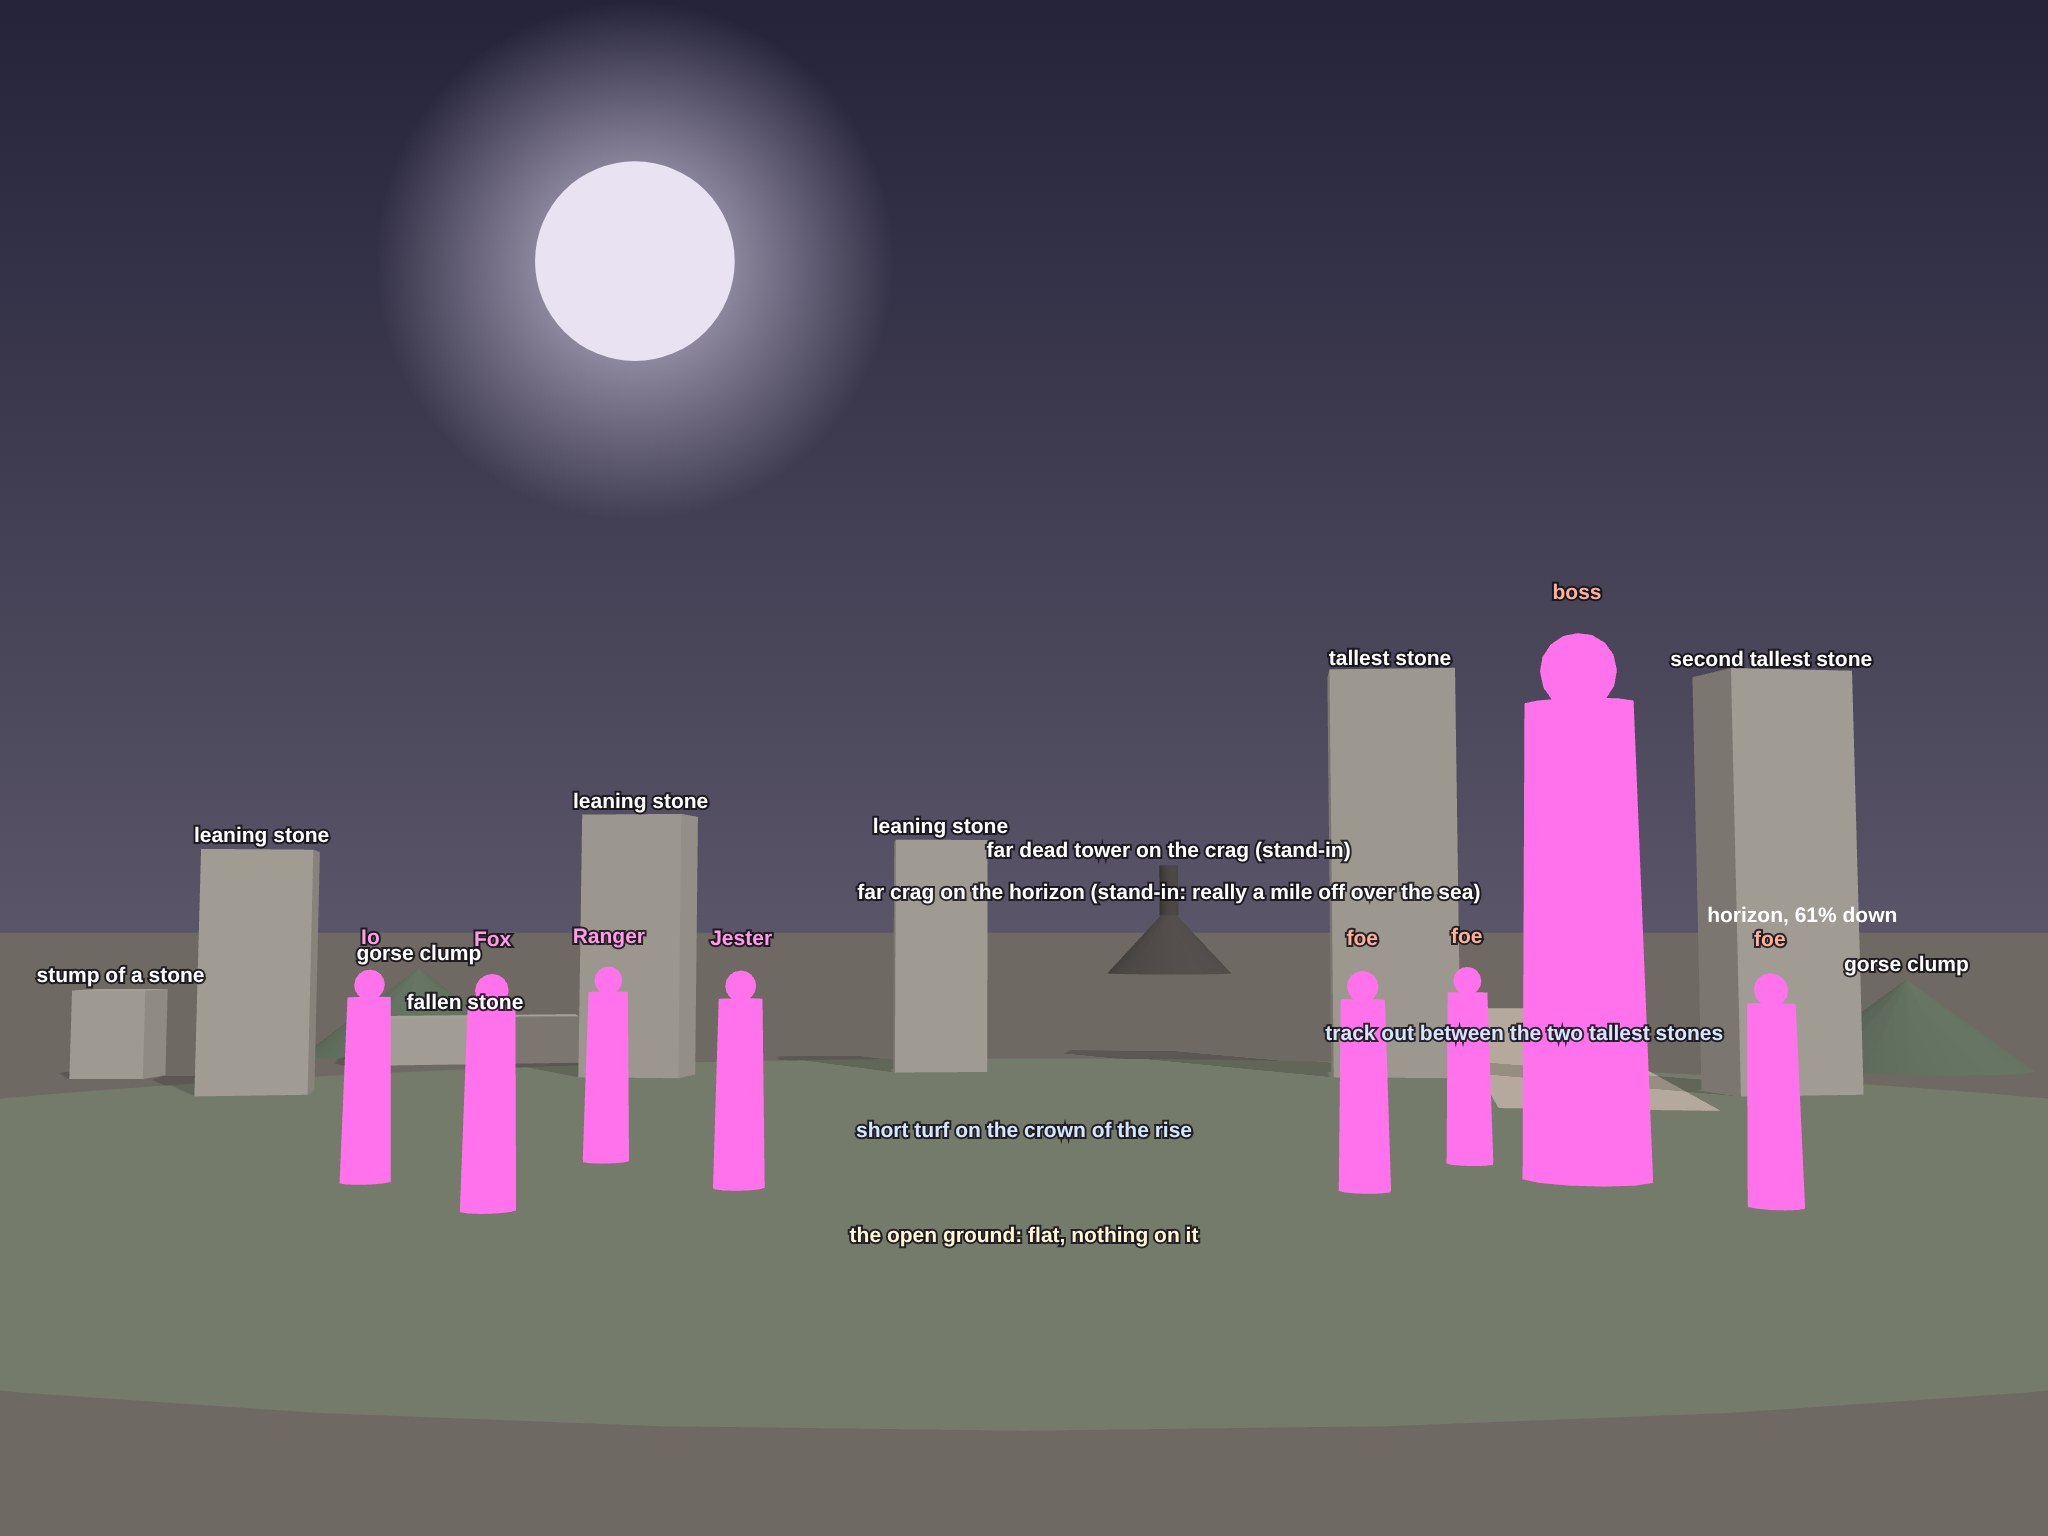 boss
tallest stone
second tallest stone
leaning stone
leaning stone
leaning stone
far dead tower on the crag (stand-in)
far crag on the horizon (stand-in: really a mile off over the sea)
horizon, 61% down
Io
Fox
Ranger
Jester
foe
foe
foe
gorse clump
gorse clump
stump of a stone
fallen stone
track out between the two tallest stones
short turf on the crown of the rise
the open ground: flat, nothing on it